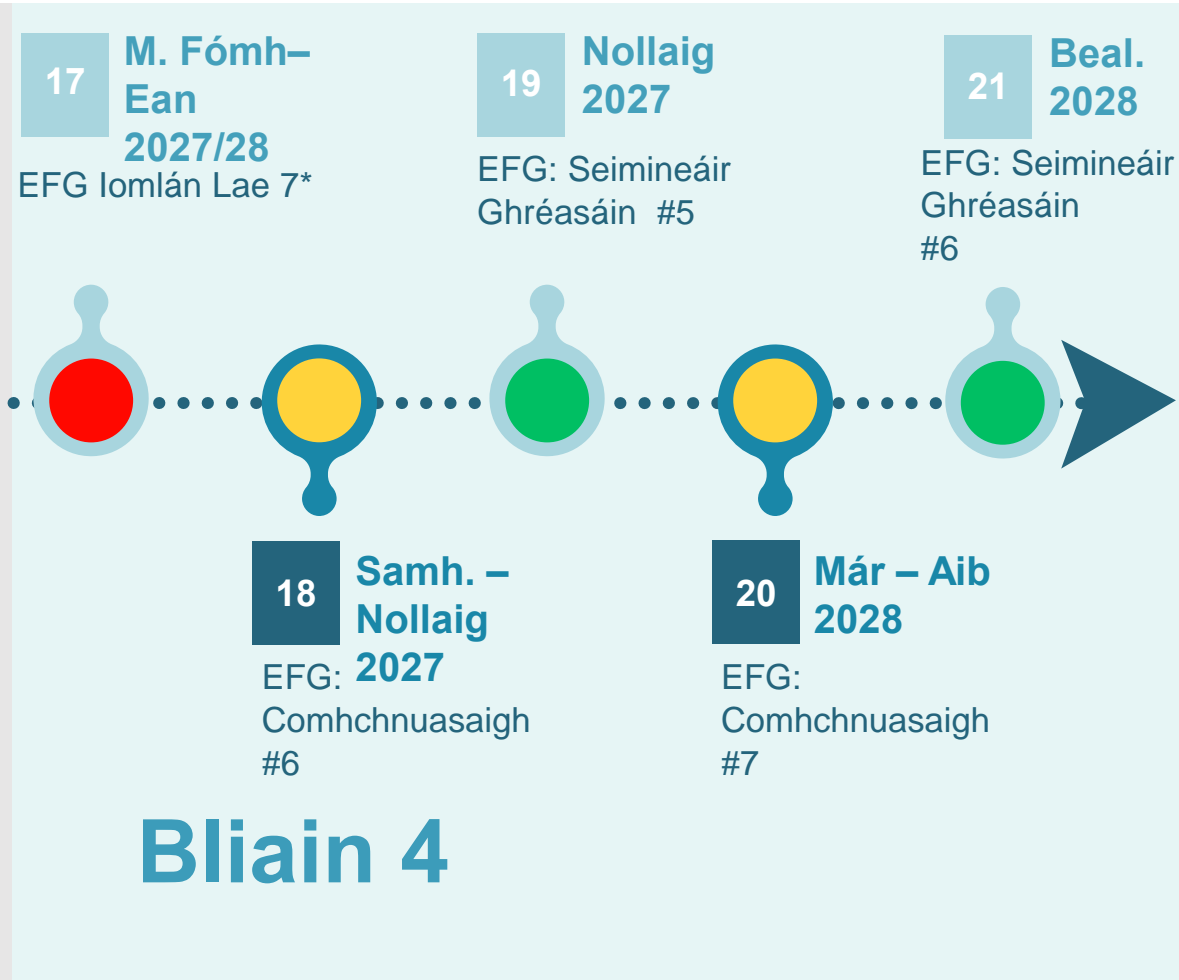 17
M. Fómh–
Ean
2027/28
EFG Iomlán Lae 7*
19
Nollaig
2027
EFG: Seimineáir
Ghréasáin #5
21
Beal.
2028
EFG: Seimineáir
Ghréasáin
#6
18
Samh. –
Nollaig
2027
EFG:
Comhchnuasaigh
#6
20
Már – Aib
2028
EFG:
Comhchnuasaigh
#7
Bliain 4